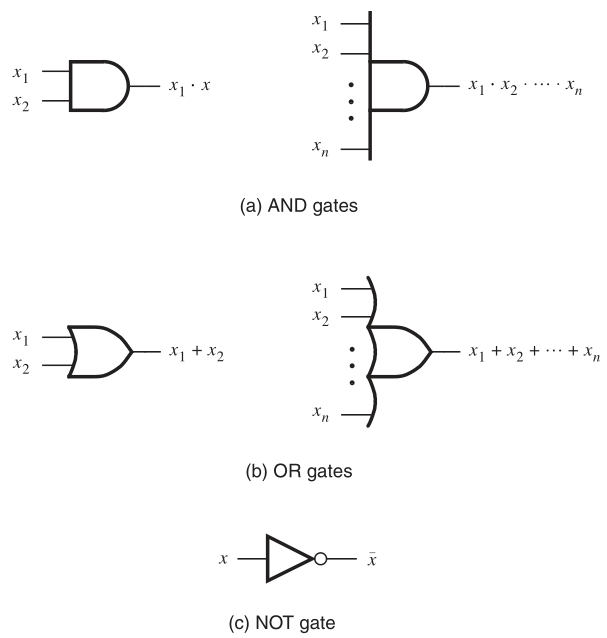 x₁
x₂
x₁ · x
x₁
x₂
xₙ
x₁ · x₂ · ··· · xₙ
(a) AND gates
x₁
x₂
x₁ + x₂
x₁
x₂
xₙ
x₁ + x₂ + ··· + xₙ
(b) OR gates
x
x̄
(c) NOT gate